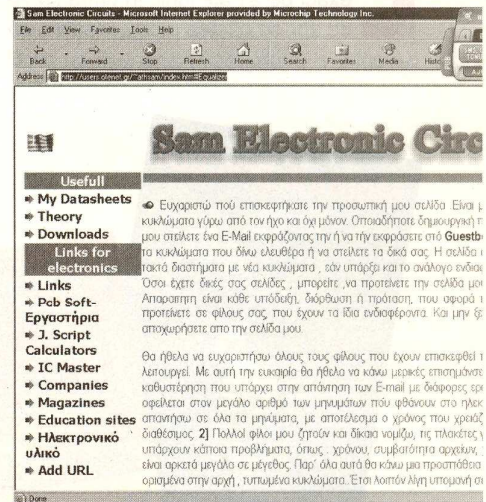 Sam Electronic Circuits - Microsoft Internet Explorer provided by Microchip Technology Inc.
File Edit View Favorites Tools Help
Back Forward Stop Refresh Home Search Favorites Media Histo
Address http://users.otenet.gr/~athsam/index.htm#Equalizer
Sam Electronic Circ
Usefull
My Datasheets
Theory
Downloads
Links for
electronics
Links
Pcb Soft-
Εργαστήρια
J. Script
Calculators
IC Master
Companies
Magazines
Education sites
Ηλεκτρονικό
υλικό
Add URL
Ευχαριστώ πού επισκεφτήκατε την προσωπική μου σελίδα .Είναι μ
κυκλώματα γύρω από τον ήχο και όχι μόνον. Οποιαδήποτε δημιουργική π
μου στείλετε ένα E-Mail εκφράζοντας την ή να τήν εκφράσετε στό Guestb
τα κυκλώματα που δίνω ελευθέρα ή να στείλετε τα δικά σας. Η σελίδα
τακτά διαστήματα με νέα κυκλώματα , εάν υπάρξει και το ανάλογο ενδιαφ
Όσοι έχετε δικές σας σελίδες , μπορείτε ,να προτείνετε την σελίδα μου
Απαραιτητη είναι κάθε υπόδειξη, διόρθωση ή πρόταση, που αφορά τ
προτείνετε σε φίλους σας, που έχουν τα ίδια ενδιαφέροντα. Και μην ξε
αποχωρήσετε απο την σελίδα μου.
Θα ήθελα να ευχαριστήσω όλους τους φίλους που έχουν επισκεφθεί τ
λειτουργεί. Με αυτή την ευκαιρία θα ήθελα να κάνω μερικές επισημάνσε
καθυστέρηση που υπάρχει στην απάντηση των E-mail με διάφορες ερ
οφείλεται στον μεγάλο αριθμό των μηνυμάτων πόυ φθάνουν στο ηλεκ
απαντήσω σε όλα τα μηνύματα, με αποτέλεσμα ο χρόνος που χρειάζ
διαθέσιμος. 2] Πολλοί φίλοι μου ζητούν και δίκαια νομίζω, τις πλακέτες
υπάρχουν κάποια προβλήματα, όπως . χρόνου, συμβατότητα αρχείων,
είναι αρκετά μεγάλο σε μέγεθος. Παρ' όλα αυτά θα κάνω μια προσπάθεια
ορισμένα στην αρχή , τυπωμένα κυκλώματα. Έτσι λοιπόν λίγη υπομονή σ
Done